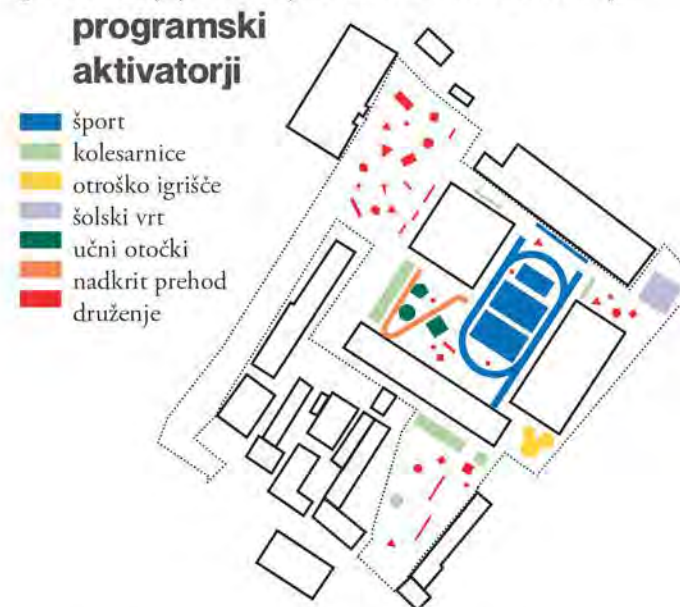 programski
aktivatorji
šport
kolesarnice
otroško igrišče
šolski vrt
učni otočki
nadkrit prehod
druženje